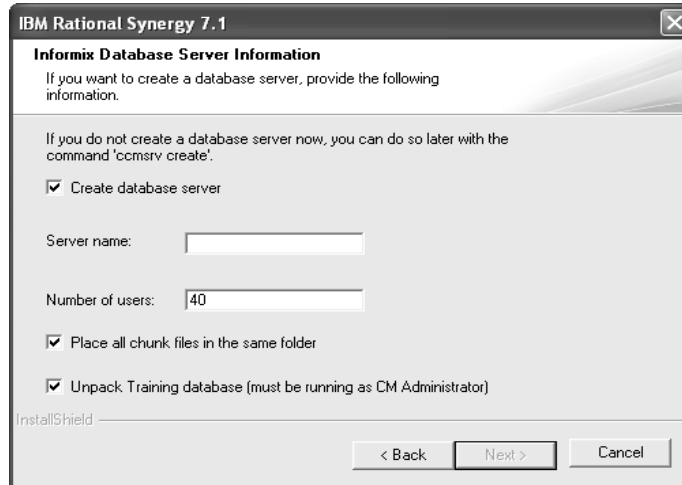 IBM Rational Synergy 7.1
Informix Database Server Information
If you want to create a database server, provide the following
information.
If you do not create a database server now, you can do so later with the
command 'ccmsrv create'.
Create database server
Server name:
Number of users: 40
Place all chunk files in the same folder
Unpack Training database (must be running as CM Administrator)
InstallShield
< Back Next > Cancel